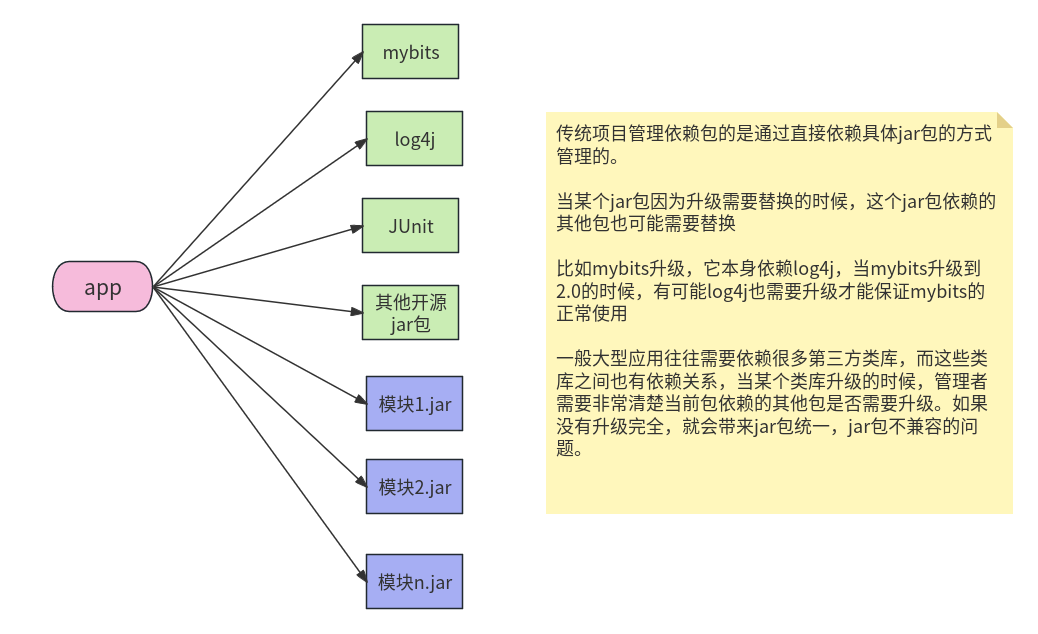 mybits
log4j
JUnit
app
其他开源
jar包
模块1.jar
模块2.jar
模块n.jar
传统项目管理依赖包的是通过直接依赖具体jar包的方式
管理的。
当某个jar包因为升级需要替换的时候，这个jar包依赖的
其他包也可能需要替换
比如mybits升级，它本身依赖log4j，当mybits升级到
2.0的时候，有可能log4j也需要升级才能保证mybits的
正常使用
一般大型应用往往需要依赖很多第三方类库，而这些类
库之间也有依赖关系，当某个类库升级的时候，管理者
需要非常清楚当前包依赖的其他包是否需要升级。如果
没有升级完全，就会带来jar包统一，jar包不兼容的问
题。